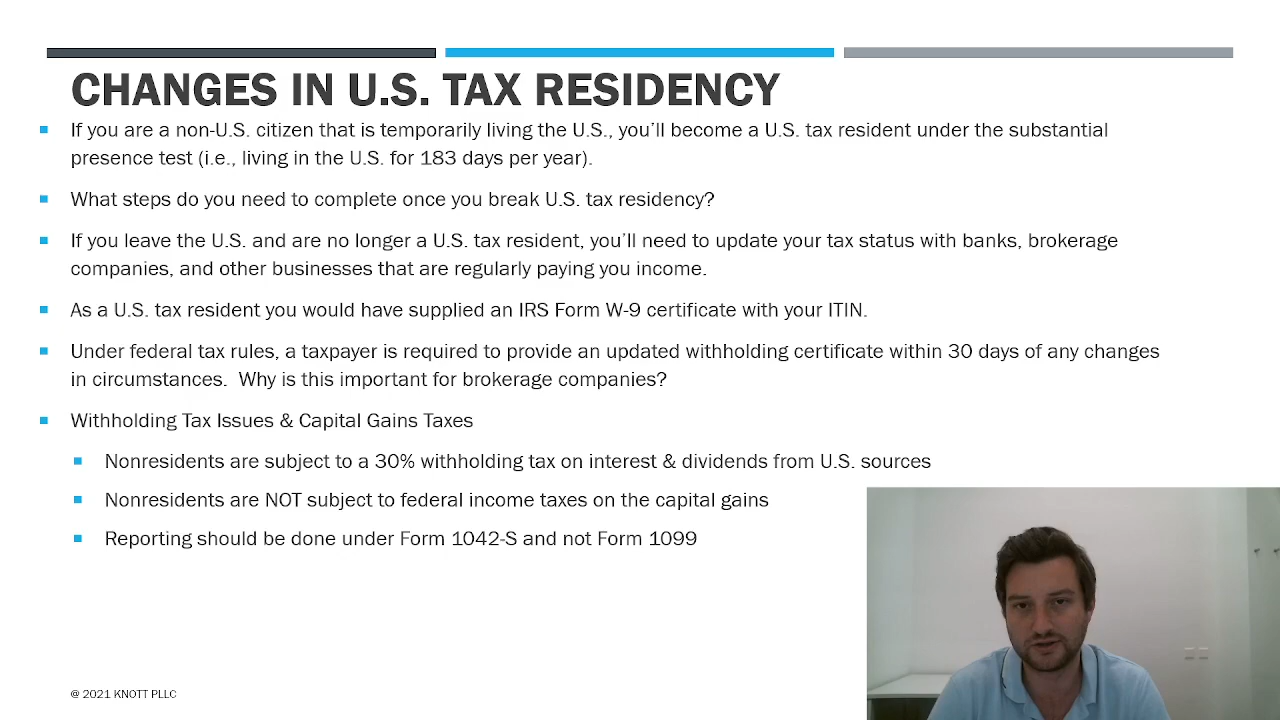 CHANGES IN U.S. TAX RESIDENCY
If you are a non-U.S. citizen that is temporarily living the U.S., you'll become a U.S. tax resident under the substantial
presence test (i.e., living in the U.S. for 183 days per year).
What steps do you need to complete once you break U.S. tax residency?
If you leave the U.S. and are no longer a U.S. tax resident, you'll need to update your tax status with banks, brokerage
companies, and other businesses that are regularly paying you income.
As a U.S. tax resident you would have supplied an IRS Form W-9 certificate with your ITIN.
Under federal tax rules, a taxpayer is required to provide an updated withholding certificate within 30 days of any changes
in circumstances.  Why is this important for brokerage companies?
Withholding Tax Issues & Capital Gains Taxes
Nonresidents are subject to a 30% withholding tax on interest & dividends from U.S. sources
Nonresidents are NOT subject to federal income taxes on the capital gains
Reporting should be done under Form 1042-S and not Form 1099
@ 2021 KNOTT PLLC